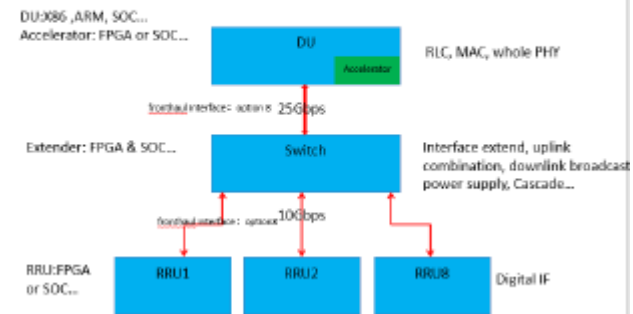 DU:X86 ,ARM, SOC...
Accelerator: FPGA or SOC...
DU
Accelerator
RLC, MAC, whole PHY
fronthaul interface: option 8 25Gbps
Extender: FPGA & SOC...
Switch
Interface extend, uplink
combination, downlink broadcast
power supply, Cascade...
fronthaul interface: option8 10Gbps
RRU:FPGA
or SOC...
RRU1
RRU2
RRU8
Digital IF